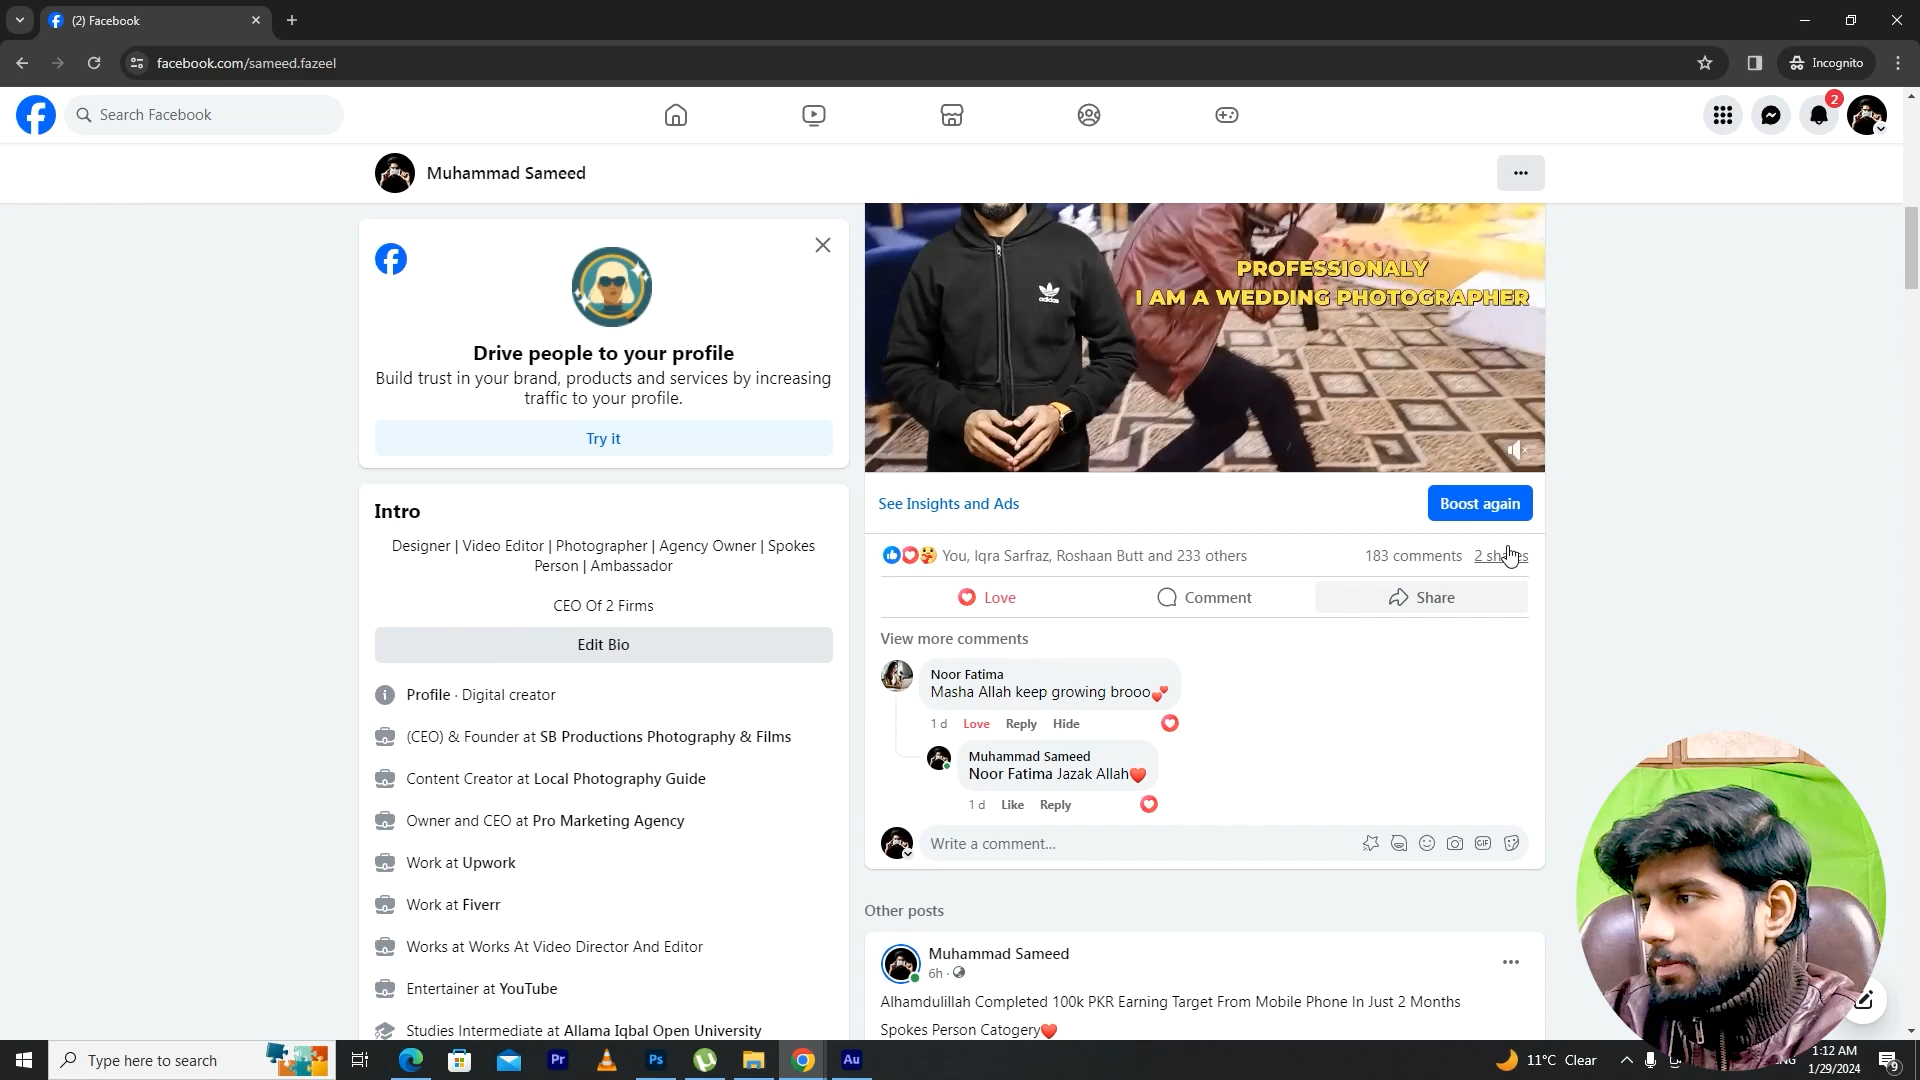 (2) Facebook
facebook.com/sameed.fazeel
Incognito
Search Facebook
2
Muhammad Sameed
Drive people to your profile
Build trust in your brand, products and services by increasing
traffic to your profile.
Try it
Intro
Designer | Video Editor | Photographer | Agency Owner | Spokes
Person | Ambassador
CEO Of 2 Firms
Edit Bio
Profile · Digital creator
(CEO) & Founder at SB Productions Photography & Films
Content Creator at Local Photography Guide
Owner and CEO at Pro Marketing Agency
Work at Upwork
Work at Fiverr
Works at Works At Video Director And Editor
Entertainer at YouTube
Studies Intermediate at Allama Iqbal Open University
adidas
PROFESSIONALY
I AM A WEDDING PHOTOGRAPHER
See Insights and Ads
Boost again
You, Iqra Sarfraz, Roshaan Butt and 233 others
183 comments
2 shares
Love
Comment
Share
View more comments
Noor Fatima
Masha Allah keep growing brooo💕
1 d Love Reply Hide
Muhammad Sameed
Noor Fatima Jazak Allah❤️
1 d Like Reply
Write a comment...
GIF
Other posts
Muhammad Sameed
6h ·
Alhamdulillah Completed 100k PKR Earning Target From Mobile Phone In Just 2 Months
Spokes Person Catogery❤️
Type here to search
Pr
Ps
Au
11°C Clear
1:12 AM
1/29/2024
9